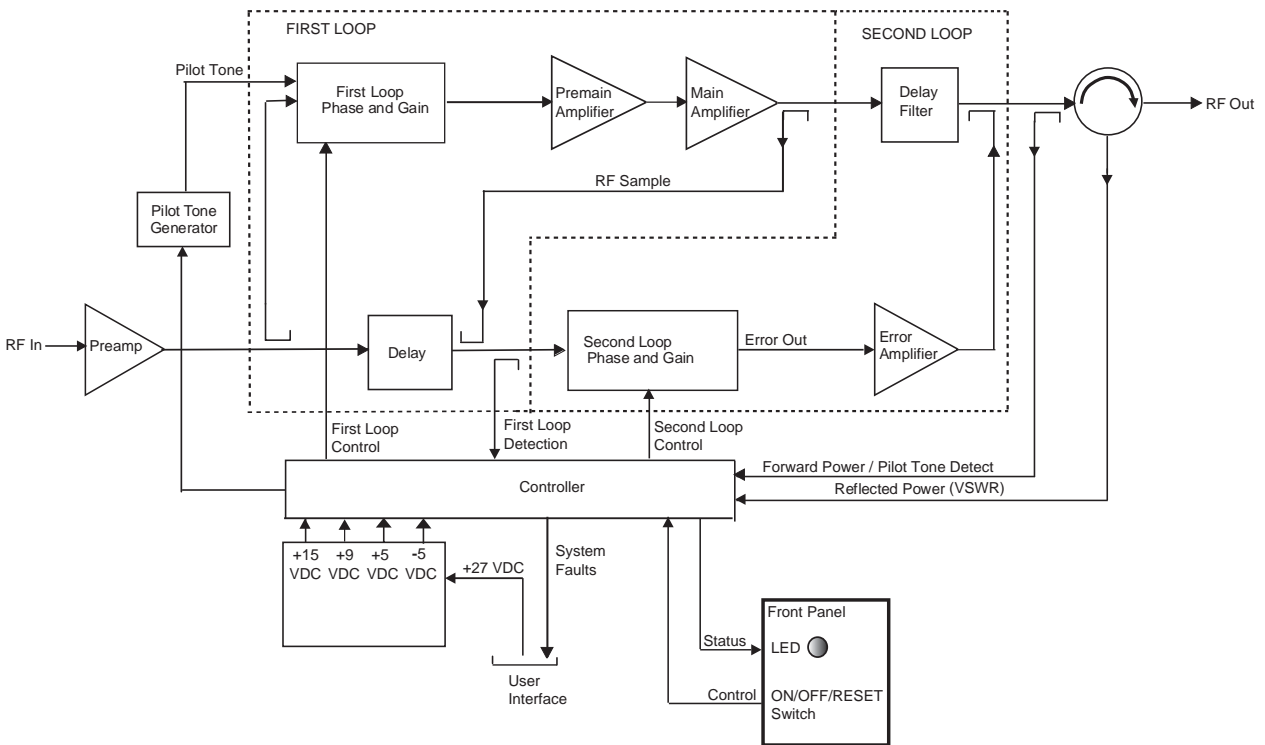 FIRST LOOP
SECOND LOOP
Pilot Tone
First Loop
Phase and Gain
Premain
Amplifier
Main
Amplifier
Delay
Filter
RF Out
RF Sample
Pilot Tone
Generator
RF In
Preamp
Delay
Second Loop
Phase and Gain
Error Out
Error
Amplifier
First Loop
Control
First Loop
Detection
Second Loop
Control
Forward Power / Pilot Tone Detect
Reflected Power (VSWR)
Controller
+15
VDC
+9
VDC
+5
VDC
-5
VDC
+27 VDC
System
Faults
User
Interface
Front Panel
Status
LED
Control
ON/OFF/RESET
Switch